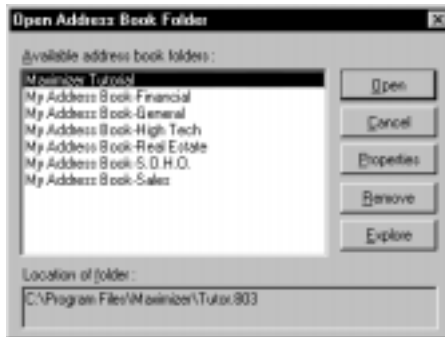 Open Address Book Folder
Available address book folders:
Maximizer Tutorial
My Address Book-Financial
My Address Book-General
My Address Book-High Tech
My Address Book-Real Estate
My Address Book-S.O.H.O.
My Address Book-Sales
Open
Cancel
Properties
Remove
Explore
Location of folder:
C:\Program Files\Maximizer\Tutor.803